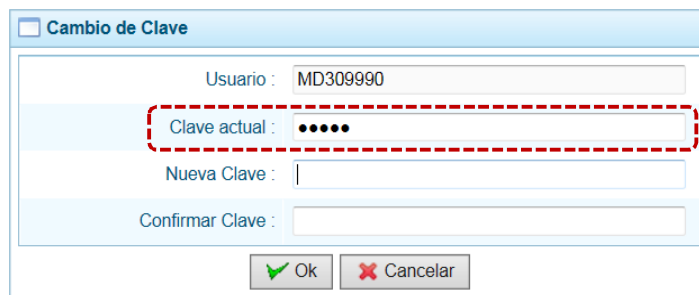 Cambio de Clave
Usuario : MD309990
Clave actual : •••••
Nueva Clave :
Confirmar Clave :
Ok Cancelar